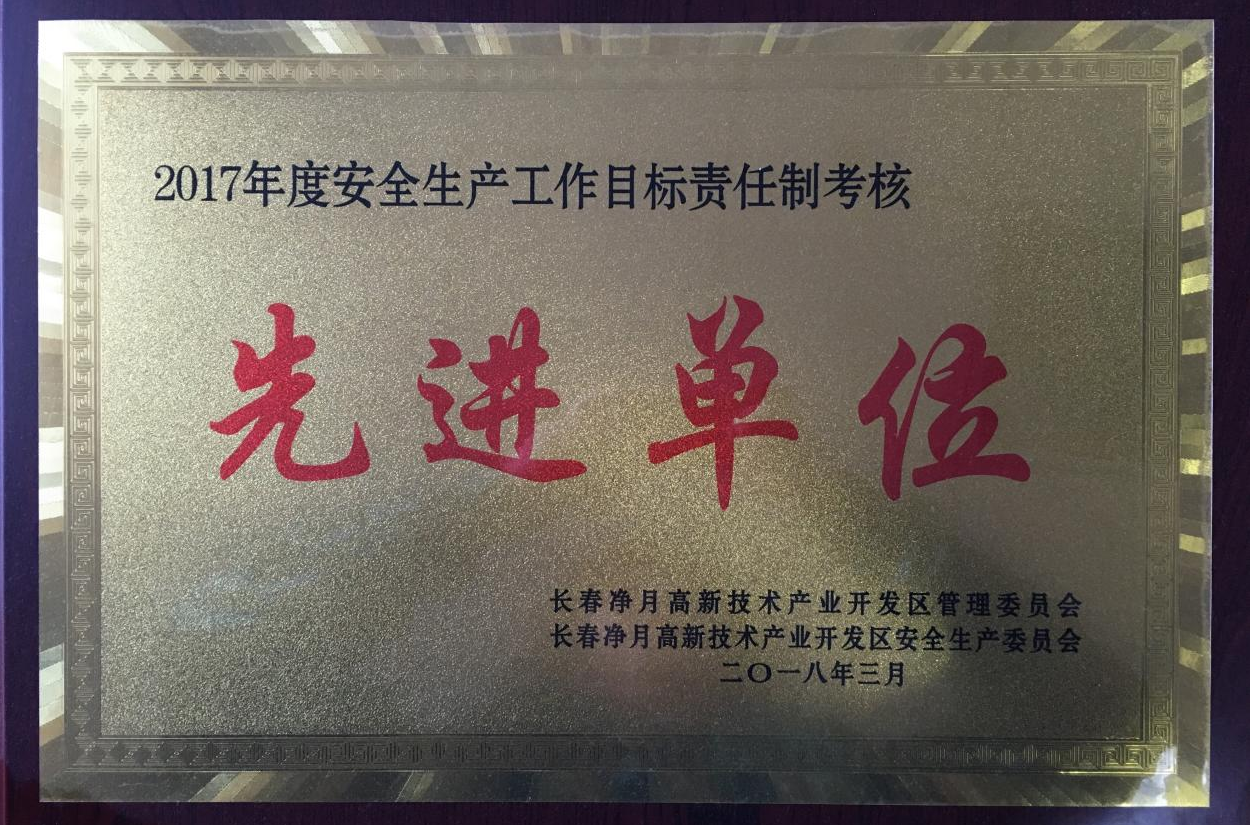 2017年度安全生产工作目标责任制考核
先进单位
长春净月高新技术产业开发区管理委员会
长春净月高新技术产业开发区安全生产委员会
二〇一八年三月